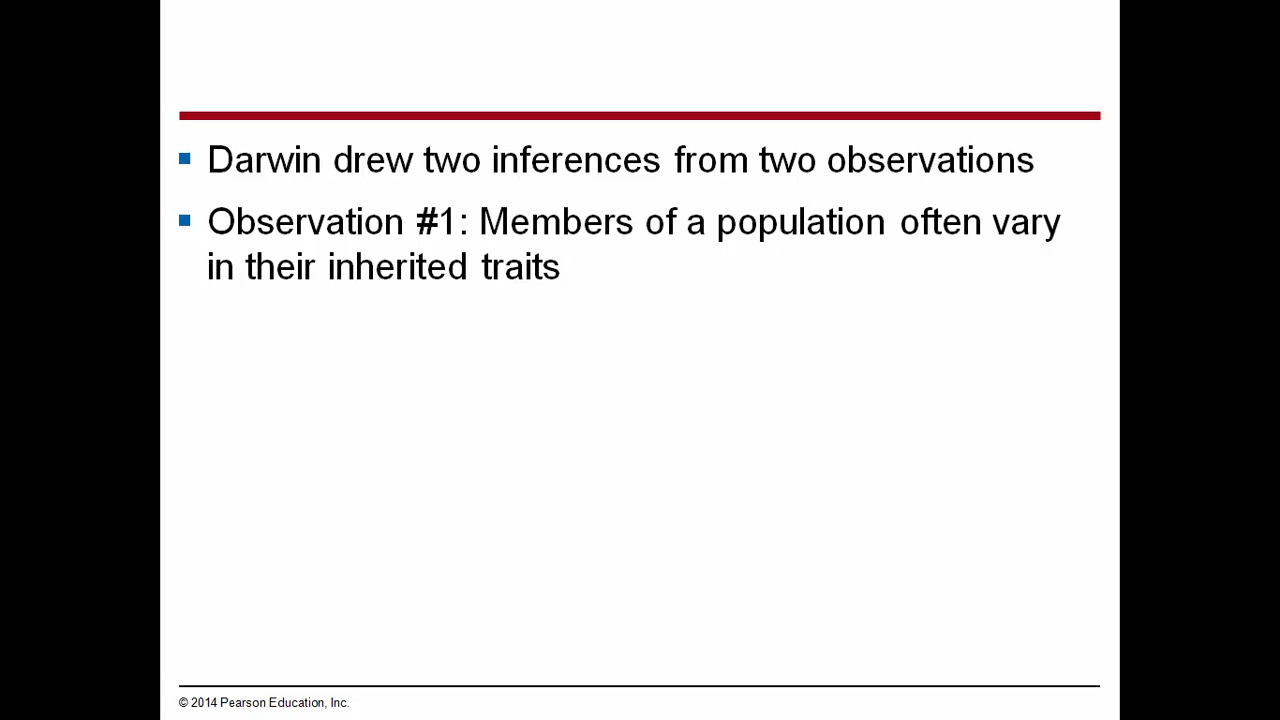 Darwin drew two inferences from two observations
Observation #1: Members of a population often vary
in their inherited traits
© 2014 Pearson Education, Inc.